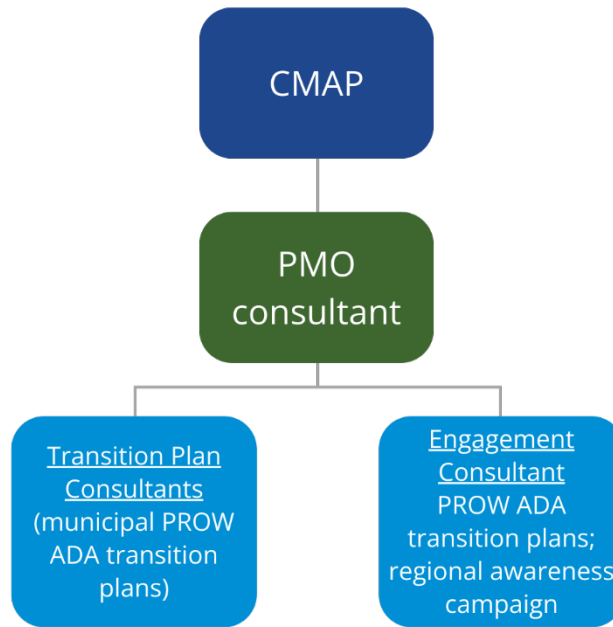 CMAP
PMO
consultant
Transition Plan
Consultants
(municipal PROW
ADA transition
plans)
Engagement
Consultant
PROW ADA
transition plans;
regional awareness
campaign